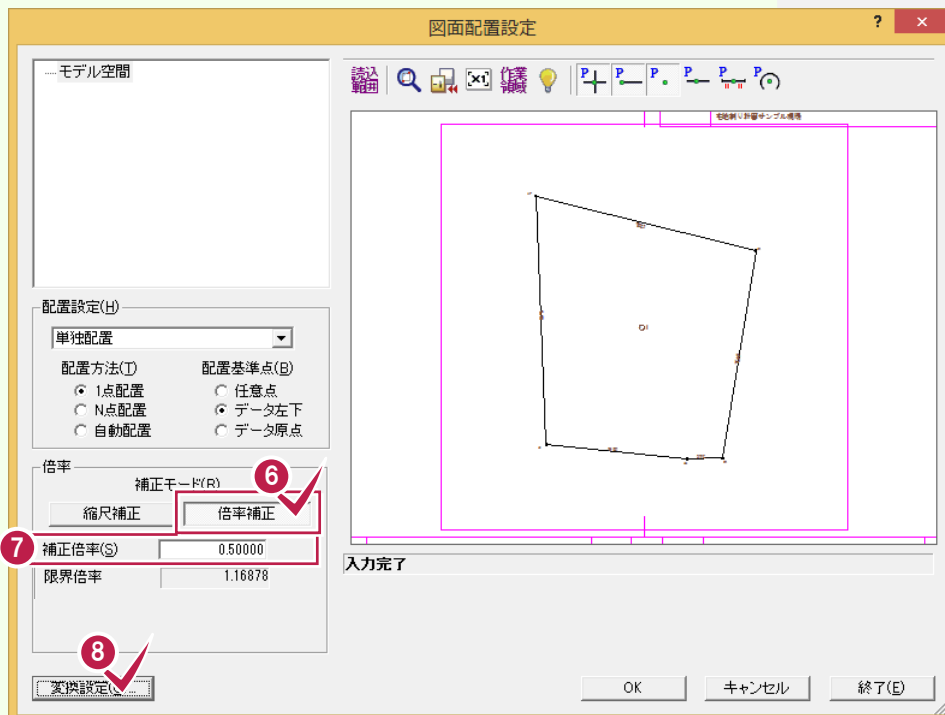 図面配置設定
? ×
モデル空間
読込範囲
作業領域
P P P P P P
配置設定(H)
単独配置
配置方法(T) 配置基準点(B)
1点配置 任意点
N点配置 データ左下
自動配置 データ原点
倍率
補正モード(R)
6
縮尺補正 倍率補正
7
補正倍率(S) 0.50000
限界倍率 1.16878
入力完了
8
変換設定(
OK キャンセル 終了(E)